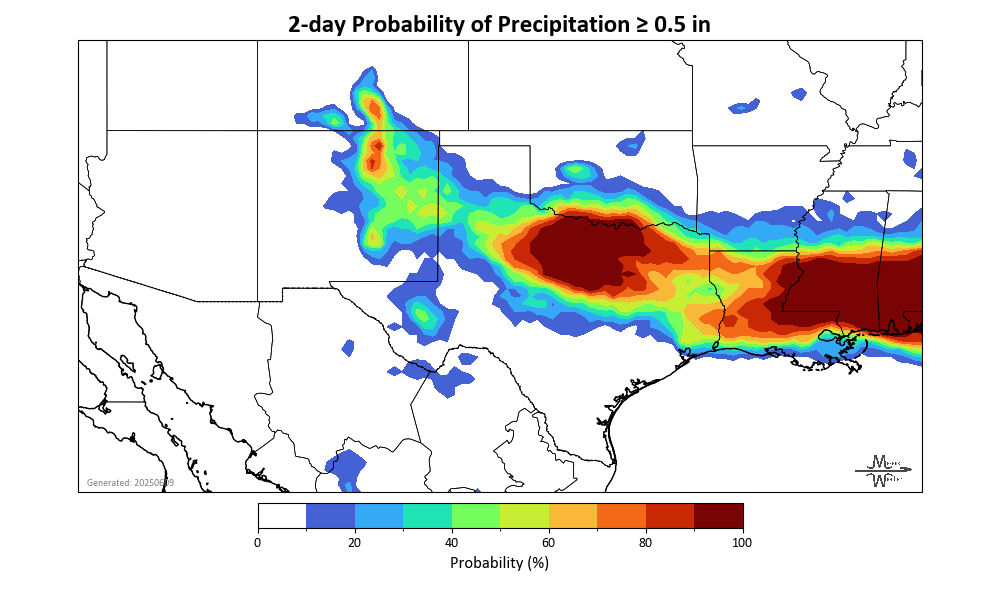 2-day Probability of Precipitation ≥ 0.5 in
Generated: 20250609
0 20 40 60 80 100
Probability (%)